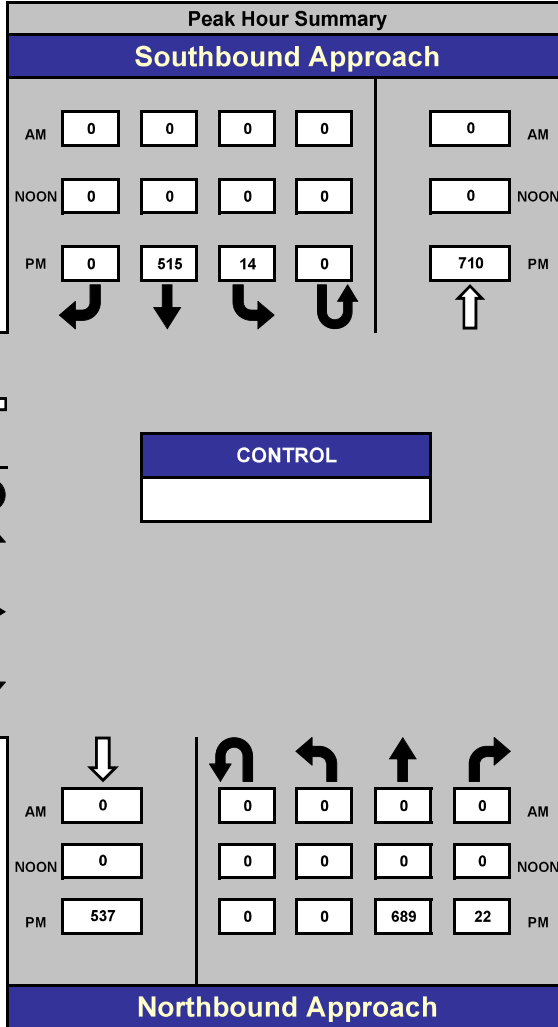 Peak Hour Summary
Southbound Approach
AM 0 0 0 0 0 AM
NOON 0 0 0 0 0 NOON
PM 0 515 14 0 710 PM
CONTROL
AM 0 0 0 0 0 AM
NOON 0 0 0 0 0 NOON
PM 537 0 0 689 22 PM
Northbound Approach